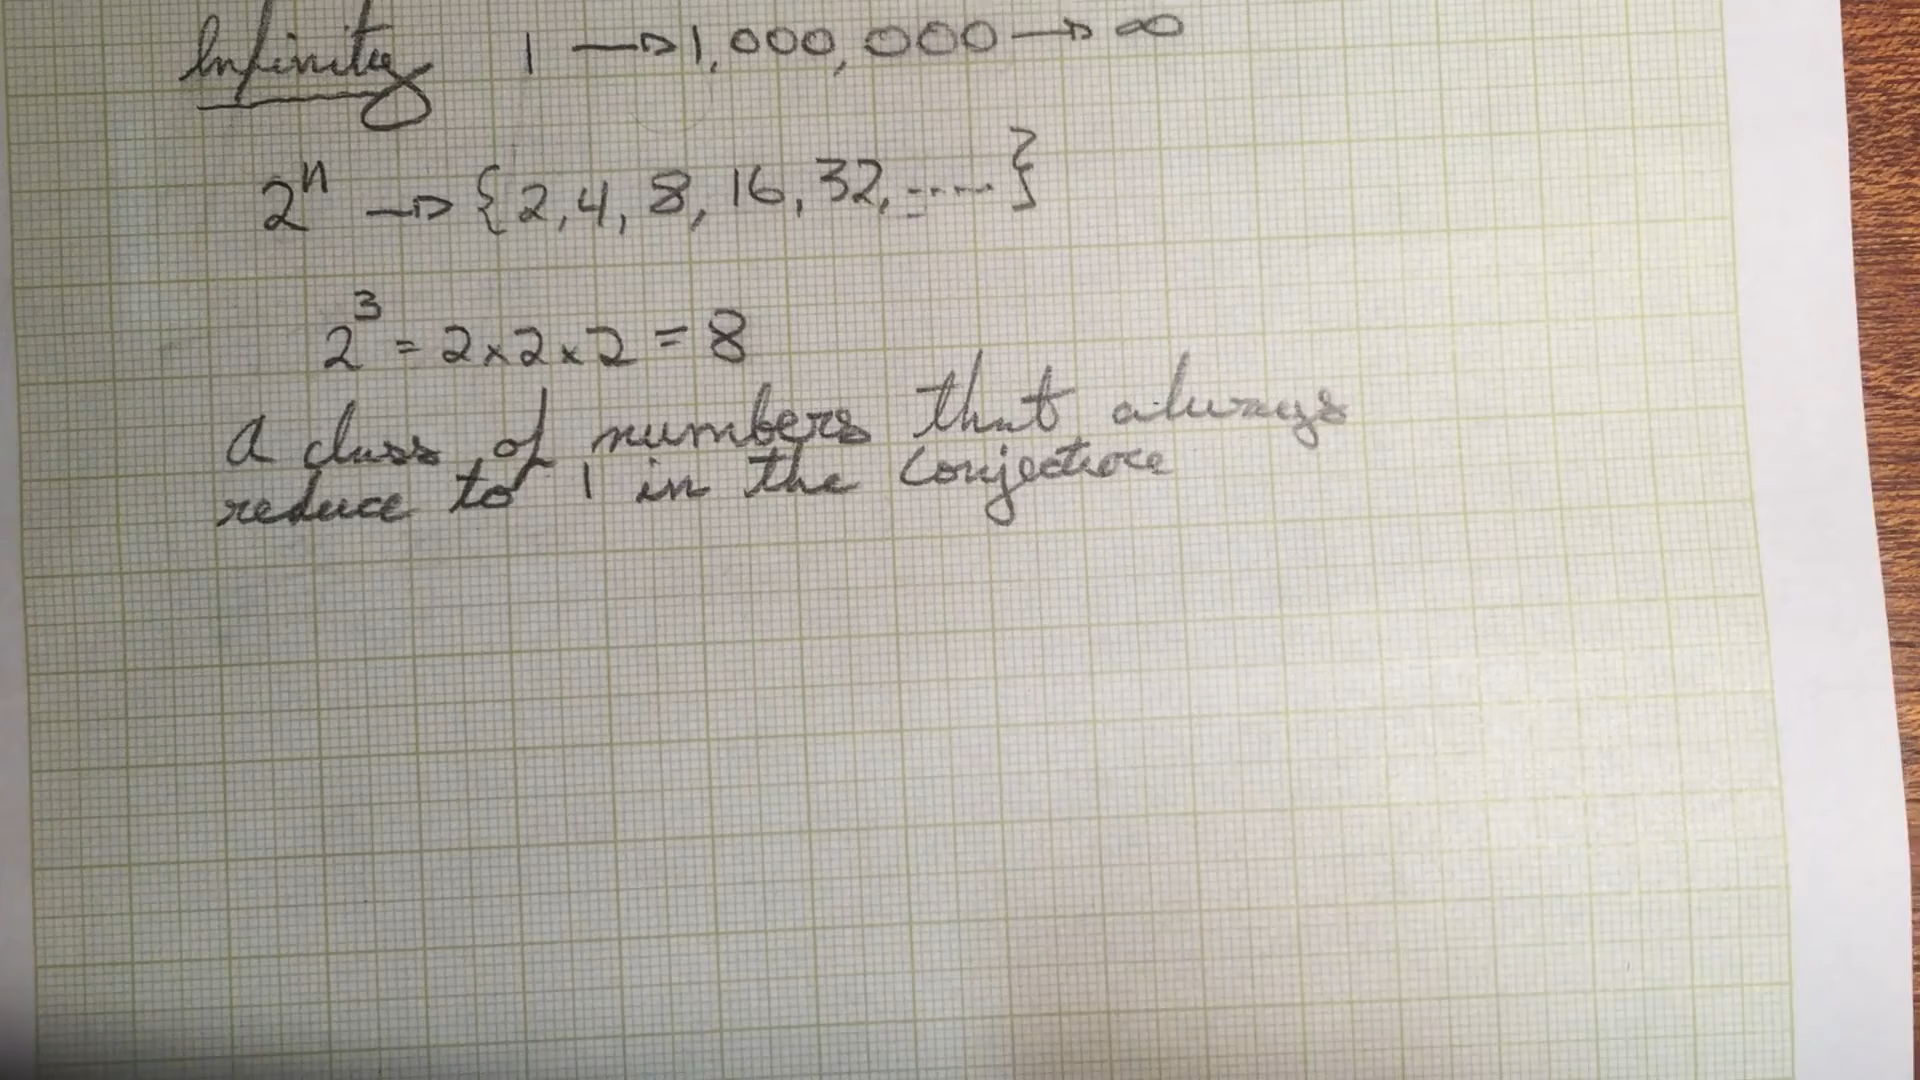 Infinity 1 → 1,000,000 → ∞
2ⁿ → {2, 4, 8, 16, 32, ......}
2³ = 2 × 2 × 2 = 8
A class of numbers that always
reduce to 1 in the conjecture